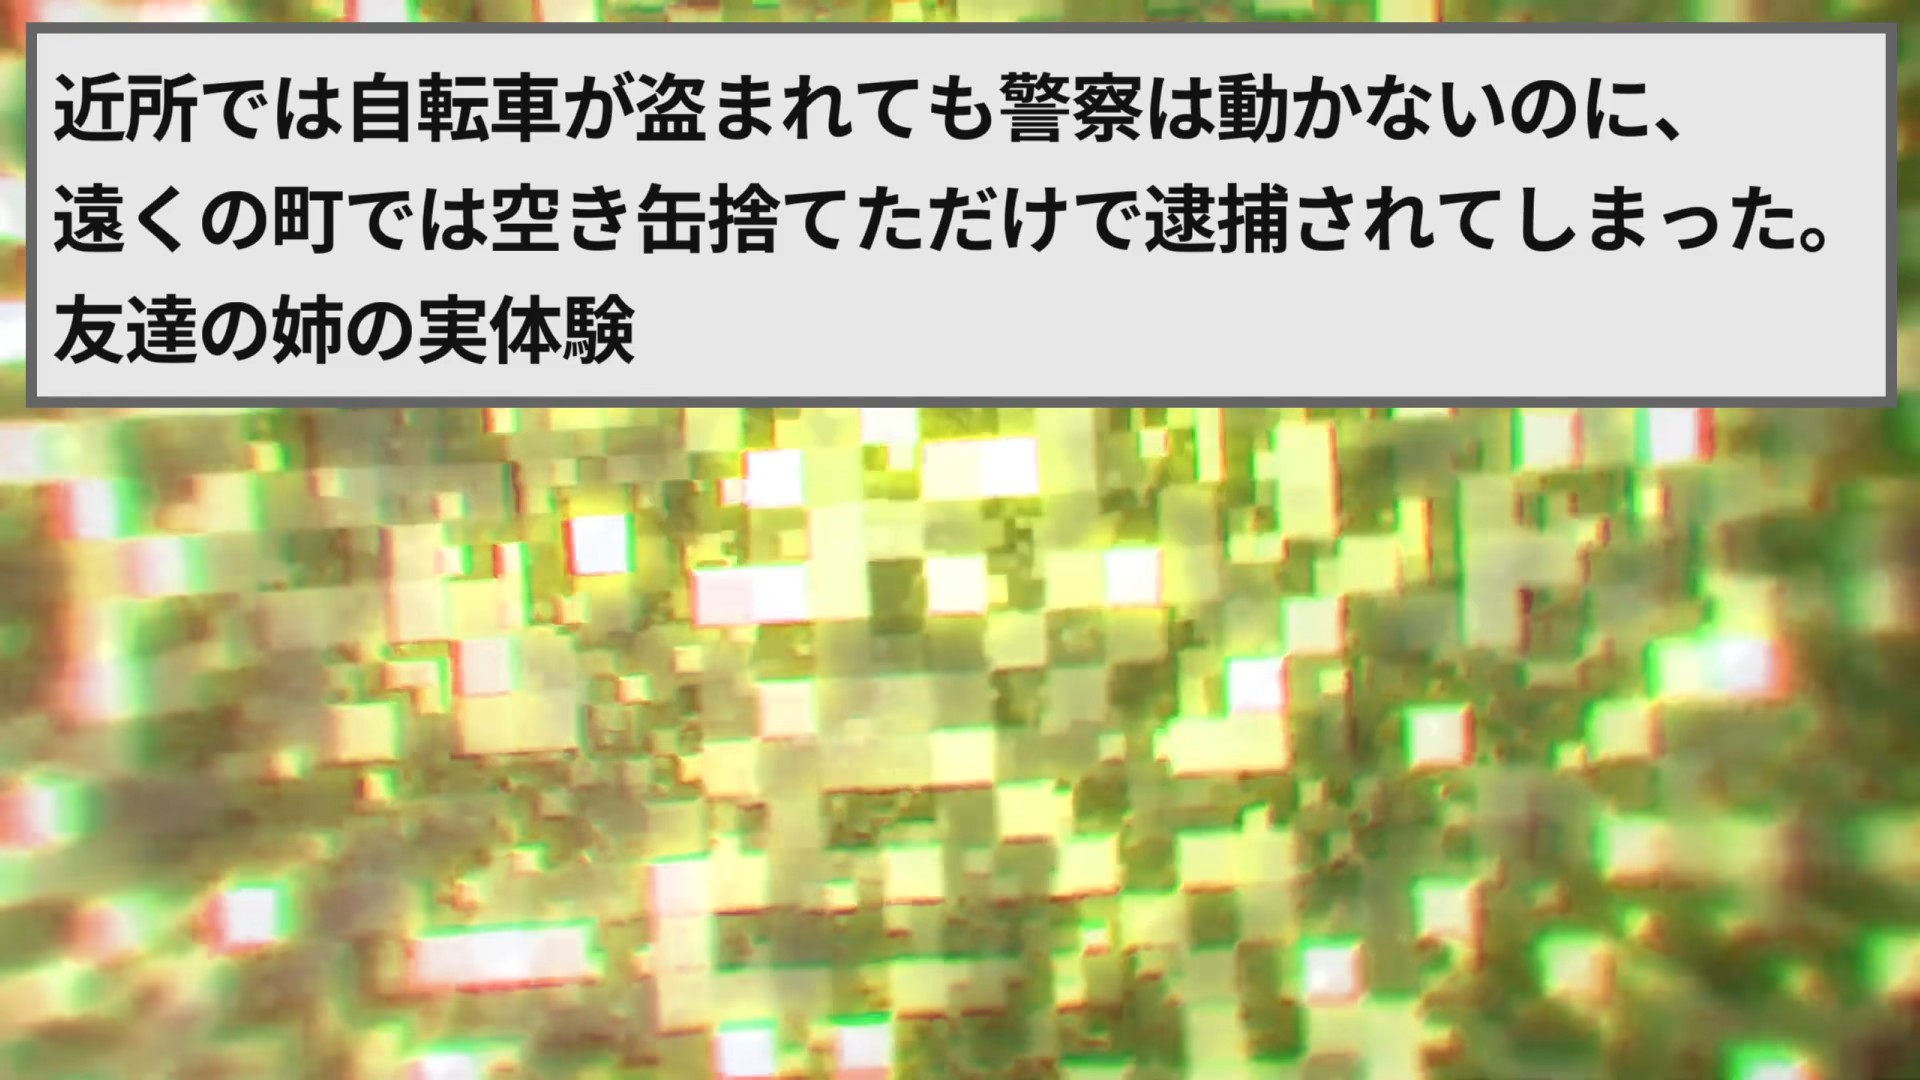 近所では自転車が盗まれても警察は動かないのに、
遠くの町では空き缶捨てただけで逮捕されてしまった。
友達の姉の実体験